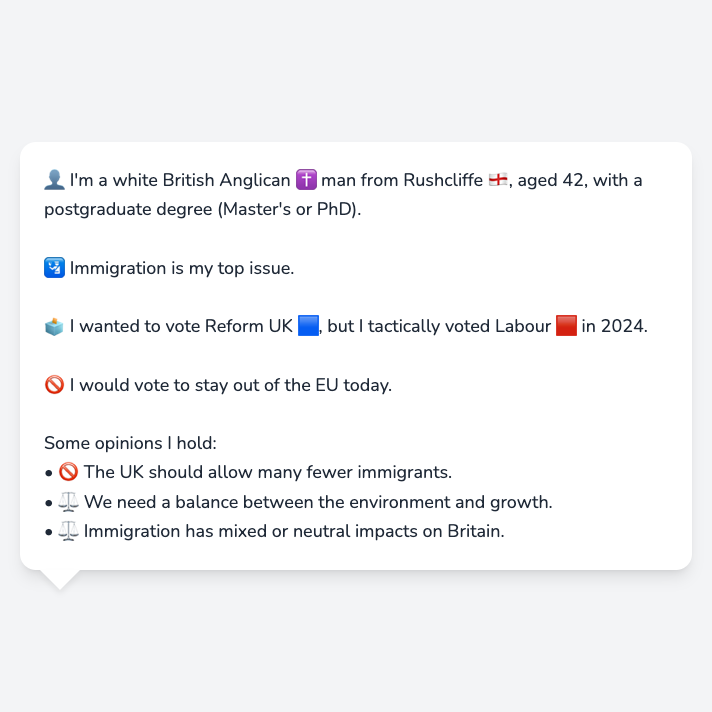 👤 I'm a white British Anglican ✝️ man from Rushcliffe 🏴󠁧󠁢󠁥󠁮󠁧󠁿, aged 42, with a
postgraduate degree (Master's or PhD).
🛂 Immigration is my top issue.
🗳️ I wanted to vote Reform UK 🟦, but I tactically voted Labour 🟥 in 2024.
🚫 I would vote to stay out of the EU today.
Some opinions I hold:
• 🚫 The UK should allow many fewer immigrants.
• ⚖️ We need a balance between the environment and growth.
• ⚖️ Immigration has mixed or neutral impacts on Britain.